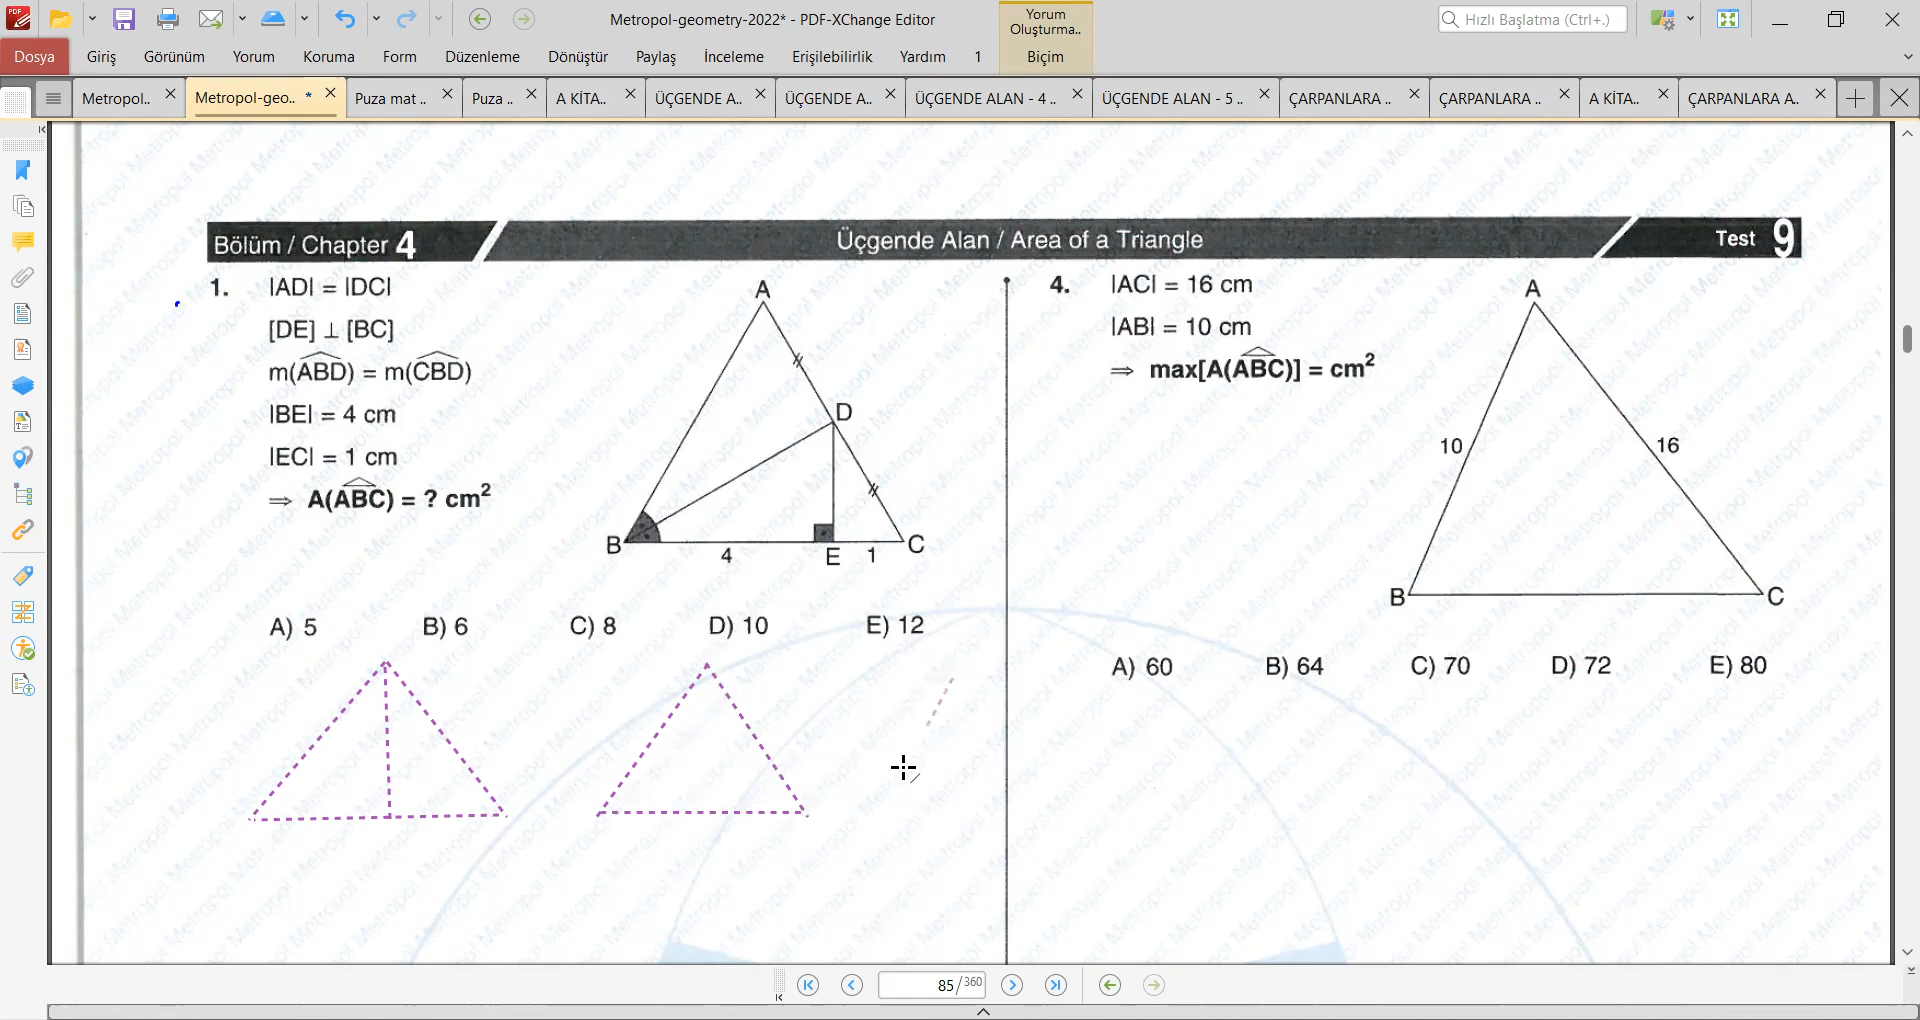 Metropol-geometry-2022* - PDF-XChange Editor
Yorum Oluşturma..
Hızlı Başlatma (Ctrl+.)
Dosya Giriş Görünüm Yorum Koruma Form Düzenleme Dönüştür Paylaş İnceleme Erişilebilirlik Yardım 1 Biçim
Metropol.. Metropol-geo.. * Puza mat .. Puza .. A KİTA.. ÜÇGENDE A.. ÜÇGENDE A.. ÜÇGENDE ALAN - 4 .. ÜÇGENDE ALAN - 5 .. ÇARPANLARA .. ÇARPANLARA .. A KİTA.. ÇARPANLARA A..
Bölüm / Chapter 4 Üçgende Alan / Area of a Triangle Test 9
1. |AD| = |DC|
[DE] ⊥ [BC]
m(ABD) = m(CBD)
|BE| = 4 cm
|EC| = 1 cm
⇒ A(ABC) = ? cm²
A
D
B 4 E 1 C
A) 5 B) 6 C) 8 D) 10 E) 12
4. |AC| = 16 cm
|AB| = 10 cm
⇒ max[A(ABC)] = cm²
A
10 16
B C
A) 60 B) 64 C) 70 D) 72 E) 80
85 / 360